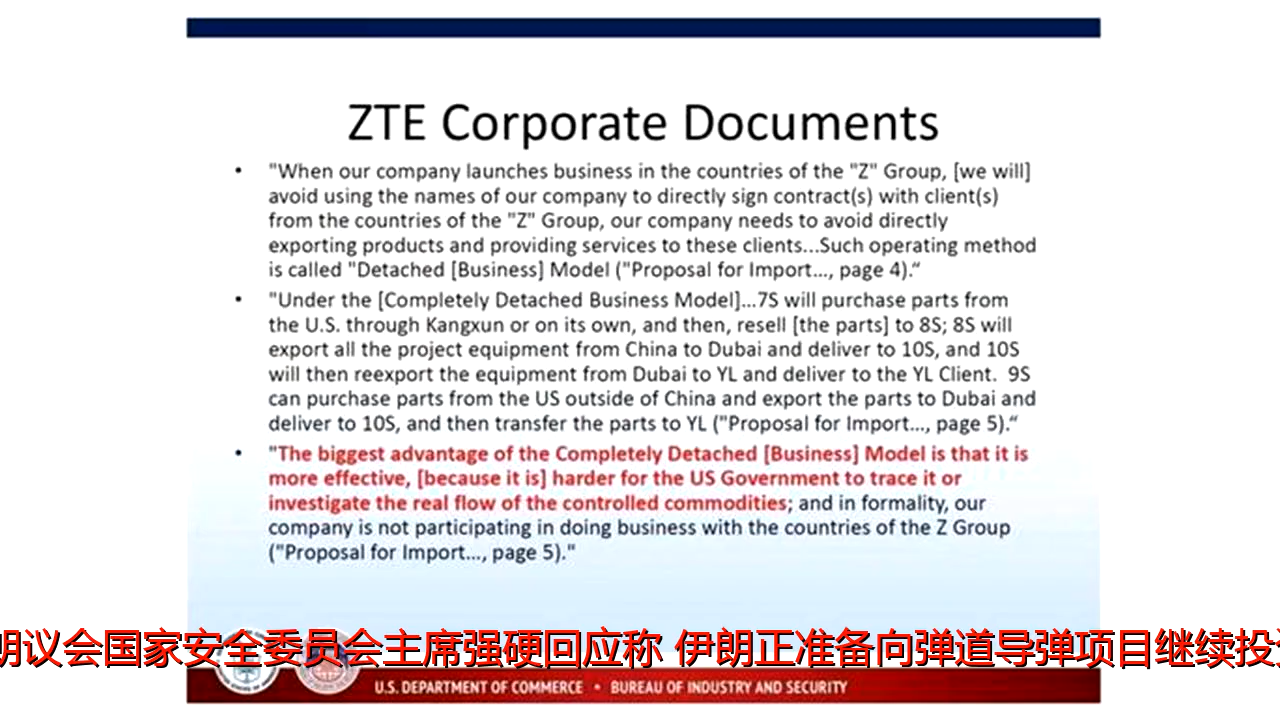 ZTE Corporate Documents
• "When our company launches business in the countries of the "Z" Group, [we will]
avoid using the names of our company to directly sign contract(s) with client(s)
from the countries of the "Z" Group, our company needs to avoid directly
exporting products and providing services to these clients...Such operating method
is called "Detached [Business] Model ("Proposal for Import..., page 4).“
• "Under the [Completely Detached Business Model]...7S will purchase parts from
the U.S. through Kangxun or on its own, and then, resell [the parts] to 8S; 8S will
export all the project equipment from China to Dubai and deliver to 10S, and 10S
will then reexport the equipment from Dubai to YL and deliver to the YL Client.  9S
can purchase parts from the US outside of China and export the parts to Dubai and
deliver to 10S, and then transfer the parts to YL ("Proposal for Import..., page 5).“
• "The biggest advantage of the Completely Detached [Business] Model is that it is
more effective, [because it is] harder for the US Government to trace it or
investigate the real flow of the controlled commodities; and in formality, our
company is not participating in doing business with the countries of the Z Group
("Proposal for Import..., page 5)."
朗议会国家安全委员会主席强硬回应称 伊朗正准备向弹道导弹项目继续投资
U.S. DEPARTMENT OF COMMERCE • BUREAU OF INDUSTRY AND SECURITY